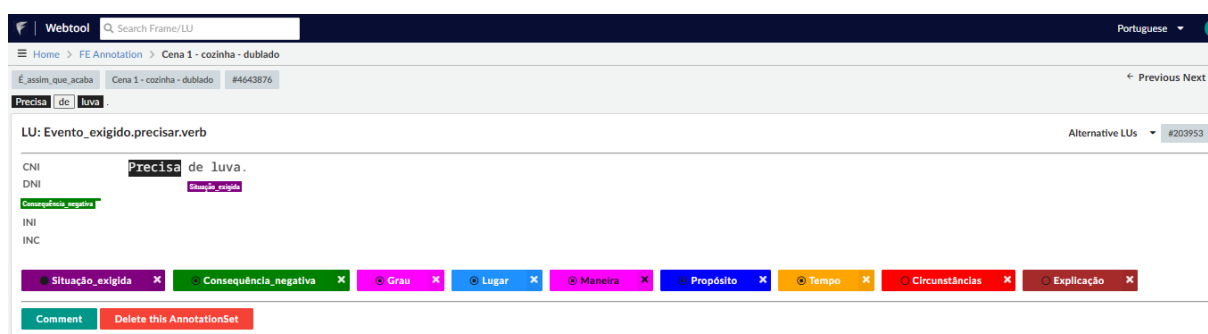 Webtool Search Frame/LU Portuguese
Home > FE Annotation > Cena 1 - cozinha - dublado
É_assim_que_acaba Cena 1 - cozinha - dublado #4643876 ← Previous Next
Precisa de luva .
LU: Evento_exigido.precisar.verb Alternative LUs #203953
CNI Precisa de luva.
DNI Situação_exigida
Consequência_negativa
INI
INC
Situação_exigida × Consequência_negativa × Grau × Lugar × Maneira × Propósito × Tempo × Circunstâncias × Explicação ×
Comment Delete this AnnotationSet